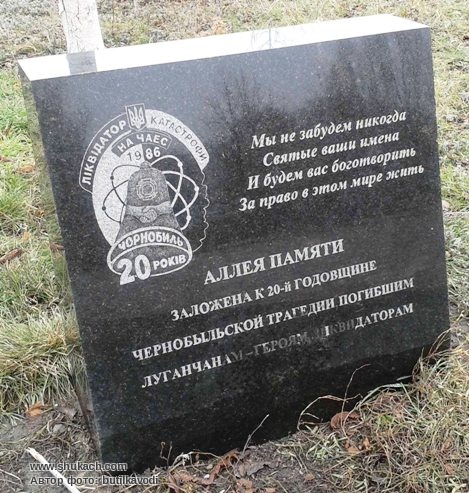 ЛІКВІДАТОР КАТАСТРОФИ
НА ЧАЕС
1986
ЧОРНОБИЛЬ
20 РОКІВ
Мы не забудем никогда
Святые ваши имена
И будем вас боготворить
За право в этом мире жить
АЛЛЕЯ ПАМЯТИ
ЗАЛОЖЕНА К 20-й ГОДОВЩИНЕ
ЧЕРНОБЫЛЬСКОЙ ТРАГЕДИИ ПОГИБШИМ
ЛУГАНЧАНАМ-ГЕРОЯМ, ЛИКВИДАТОРАМ
www.shukach.com
Автор фото: butilkavodi